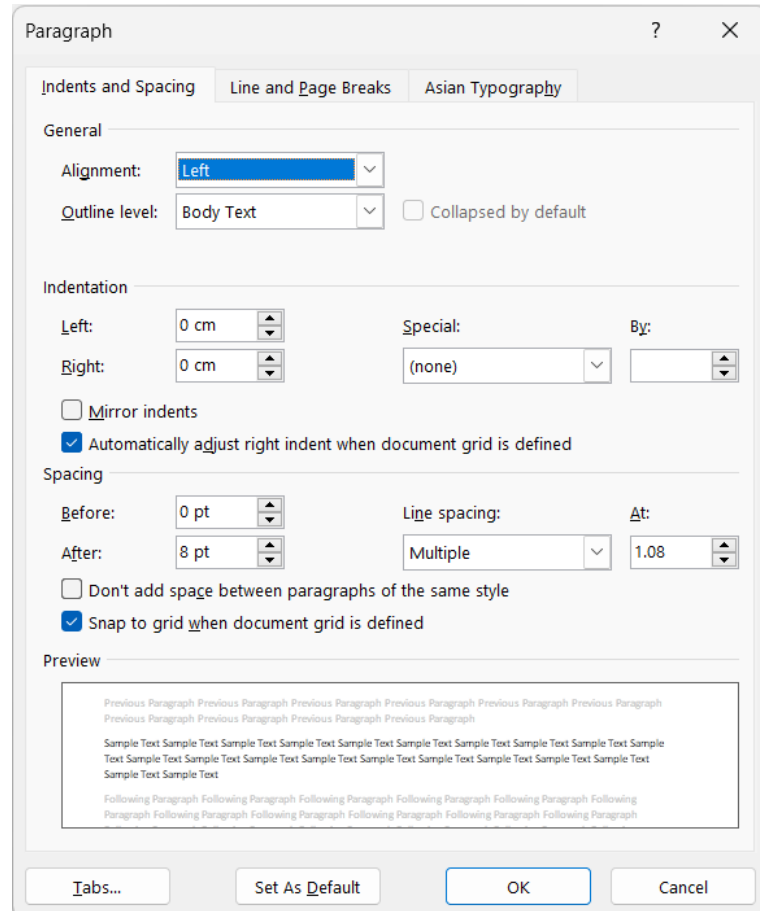 Paragraph ?
Indents and Spacing Line and Page Breaks Asian Typography
General
Alignment: Left
Outline level: Body Text Collapsed by default
Indentation
Left: 0 cm Special: By:
Right: 0 cm (none)
Mirror indents
Automatically adjust right indent when document grid is defined
Spacing
Before: 0 pt Line spacing: At:
After: 8 pt Multiple 1.08
Don't add space between paragraphs of the same style
Snap to grid when document grid is defined
Preview
Previous Paragraph Previous Paragraph Previous Paragraph Previous Paragraph Previous Paragraph Previous Paragraph
Previous Paragraph Previous Paragraph Previous Paragraph Previous Paragraph
Sample Text Sample Text Sample Text Sample Text Sample Text Sample Text Sample Text Sample Text Sample Text Sample
Text Sample Text Sample Text Sample Text Sample Text Sample Text Sample Text Sample Text Sample Text Sample Text
Sample Text Sample Text
Following Paragraph Following Paragraph Following Paragraph Following Paragraph Following Paragraph Following
Paragraph Following Paragraph Following Paragraph Following Paragraph Following Paragraph Following Paragraph
Tabs... Set As Default OK Cancel